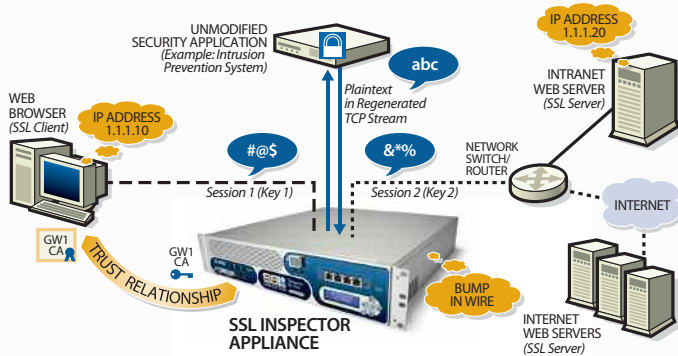 UNMODIFIED
SECURITY APPLICATION
(Example: Intrusion
Prevention System)
abc
IP ADDRESS
1.1.1.20
INTRANET
WEB SERVER
(SSL Server)
WEB
BROWSER
(SSL Client)
IP ADDRESS
1.1.1.10
Plaintext
in Regenerated
TCP Stream
#@$
&*%
NETWORK
SWITCH/
ROUTER
Session 1 (Key 1)
Session 2 (Key 2)
INTERNET
GW1
CA
GW1
CA
TRUST RELATIONSHIP
BUMP
IN WIRE
SSL INSPECTOR
APPLIANCE
INTERNET
WEB SERVERS
(SSL Server)